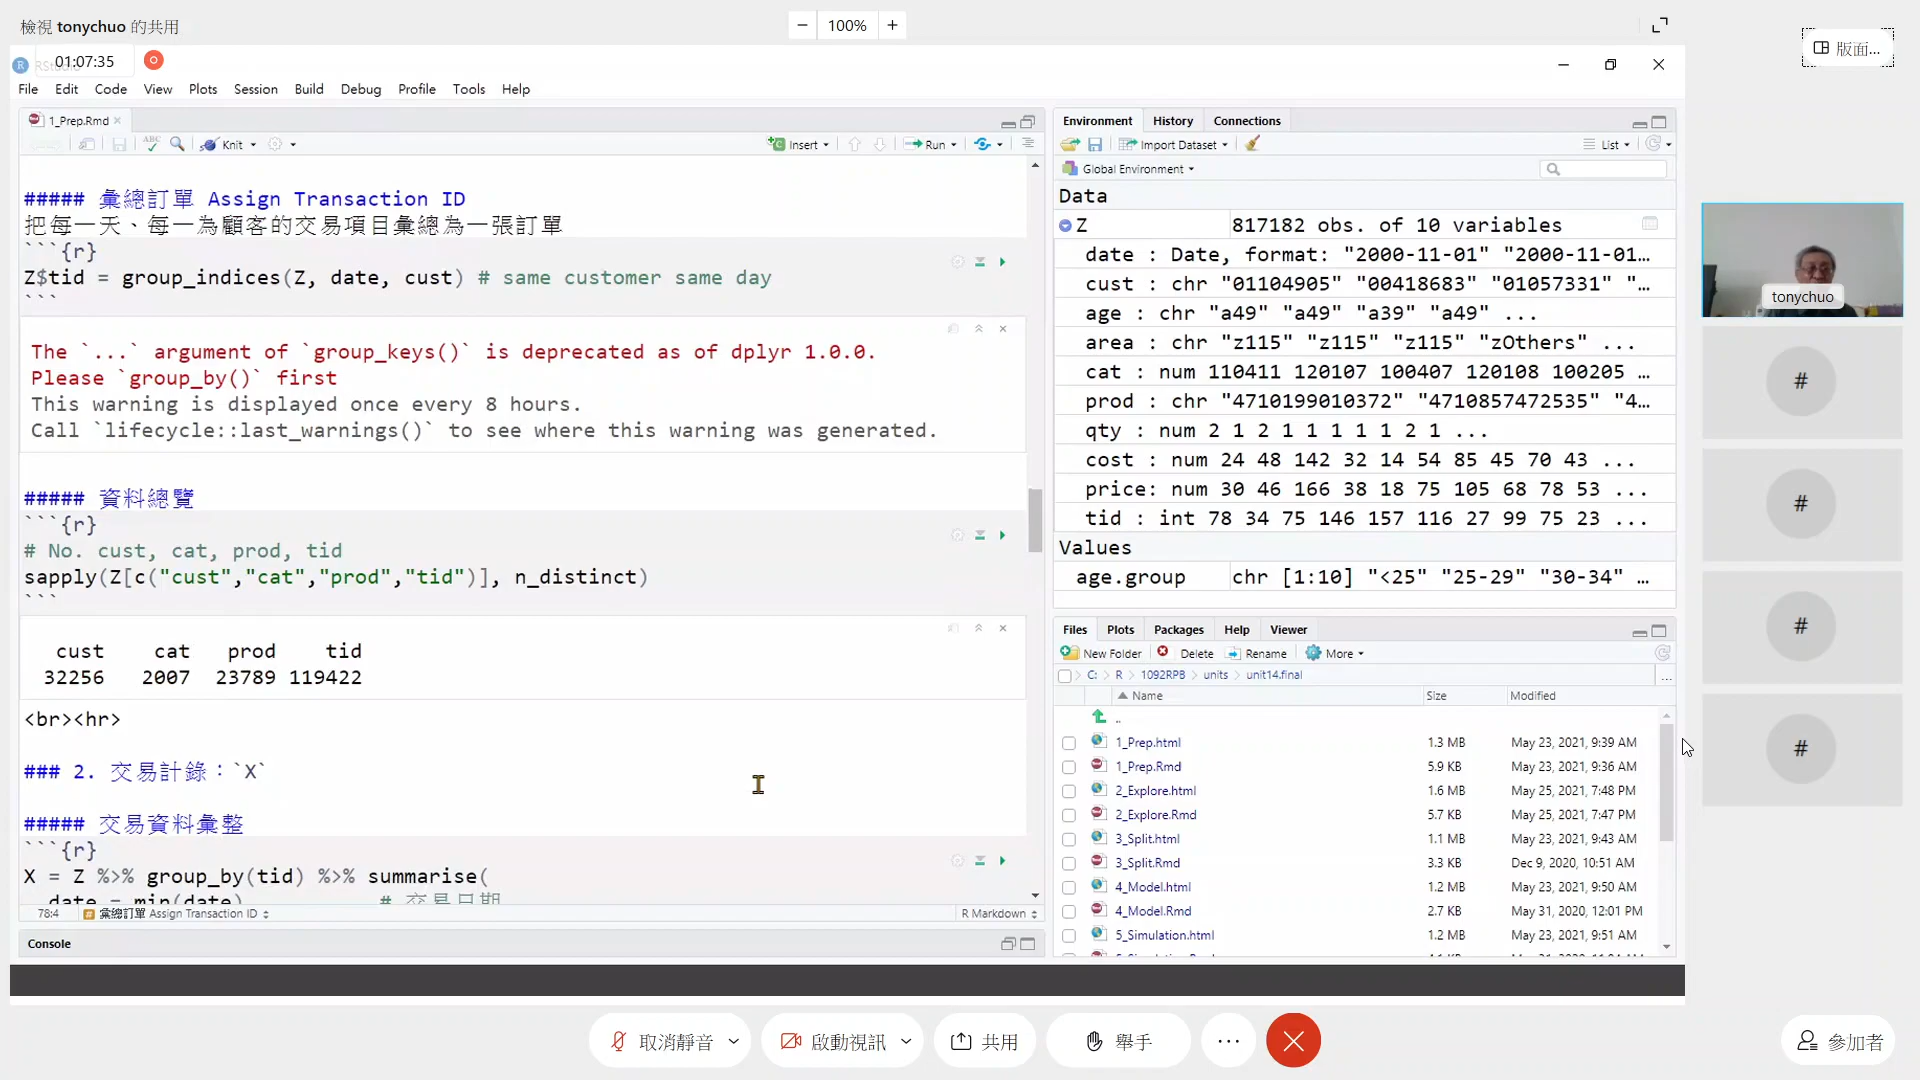 檢視 tonychuo 的共用
100%
版面...
01:07:35
File Edit Code View Plots Session Build Debug Profile Tools Help
1_Prep.Rmd
Knit
Insert
Run
##### 彙總訂單 Assign Transaction ID
把每一天、每一為顧客的交易項目彙總為一張訂單
```{r}
Z$tid = group_indices(Z, date, cust) # same customer same day
```
The `...` argument of `group_keys()` is deprecated as of dplyr 1.0.0.
Please `group_by()` first
This warning is displayed once every 8 hours.
Call `lifecycle::last_warnings()` to see where this warning was generated.
##### 資料總覽
```{r}
# No. cust, cat, prod, tid
sapply(Z[c("cust","cat","prod","tid")], n_distinct)
```
cust cat prod tid
32256 2007 23789 119422
<br><hr>
### 2. 交易計錄：`X`
##### 交易資料彙整
```{r}
X = Z %>% group_by(tid) %>% summarise(
date = min(date), # 交易日期
78:4 彙總訂單 Assign Transaction ID R Markdown
Console
Environment History Connections
Import Dataset
List
Global Environment
Data
Z 817182 obs. of 10 variables
date : Date, format: "2000-11-01" "2000-11-01...
cust : chr "01104905" "00418683" "01057331" "...
age : chr "a49" "a49" "a39" "a49" ...
area : chr "z115" "z115" "z115" "zOthers" ...
cat : num 110411 120107 100407 120108 100205 ...
prod : chr "4710199010372" "4710857472535" "4...
qty : num 2 1 2 1 1 1 1 1 2 1 ...
cost : num 24 48 142 32 14 54 85 45 70 43 ...
price: num 30 46 166 38 18 75 105 68 78 53 ...
tid : int 78 34 75 146 157 116 27 99 75 23 ...
Values
age.group chr [1:10] "<25" "25-29" "30-34" ...
Files Plots Packages Help Viewer
New Folder Delete Rename More
C: R 1092RPB units unit14.final ...
Name Size Modified
..
1_Prep.html 1.3 MB May 23, 2021, 9:39 AM
1_Prep.Rmd 5.9 KB May 23, 2021, 9:36 AM
2_Explore.html 1.6 MB May 25, 2021, 7:48 PM
2_Explore.Rmd 5.7 KB May 25, 2021, 7:47 PM
3_Split.html 1.1 MB May 23, 2021, 9:43 AM
3_Split.Rmd 3.3 KB Dec 9, 2020, 10:51 AM
4_Model.html 1.2 MB May 23, 2021, 9:50 AM
4_Model.Rmd 2.7 KB May 31, 2020, 12:01 PM
5_Simulation.html 1.2 MB May 23, 2021, 9:51 AM
tonychuo
#
#
#
#
取消靜音
啟動視訊
共用
舉手
參加者